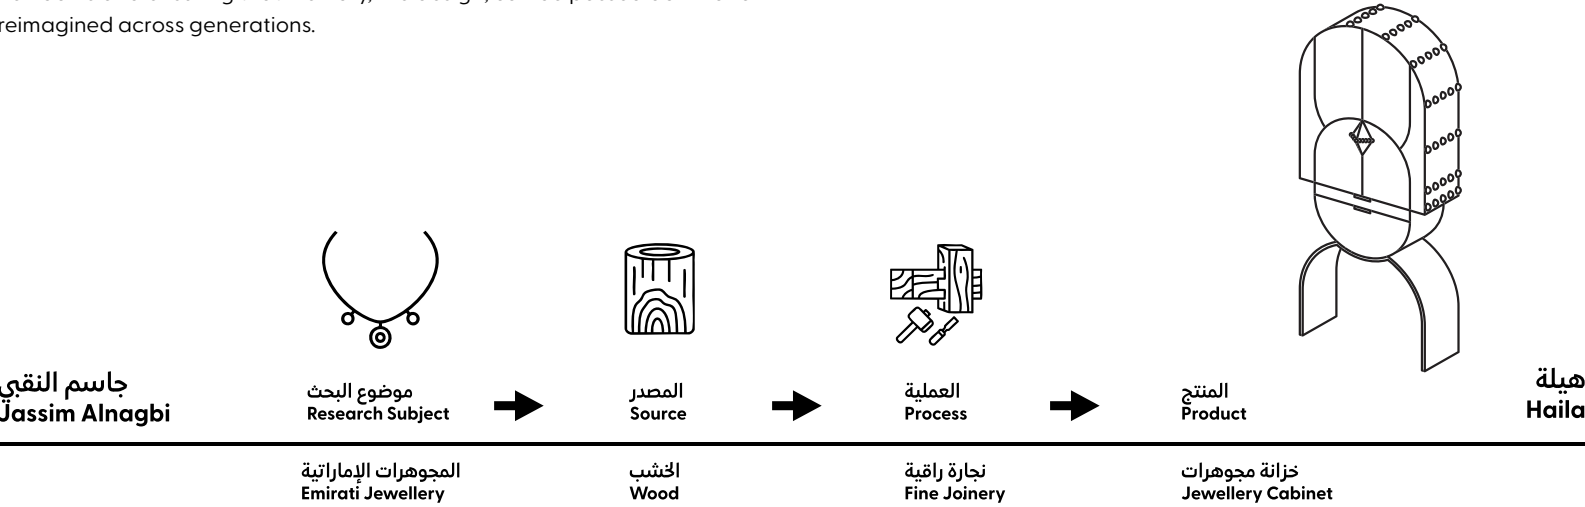 reimagined across generations.
جاسم النقبي
Jassim Alnagbi
موضوع البحث
Research Subject
المصدر
Source
العملية
Process
المنتج
Product
هيلة
Haila
المجوهرات الإماراتية
Emirati Jewellery
الخشب
Wood
نجارة راقية
Fine Joinery
خزانة مجوهرات
Jewellery Cabinet